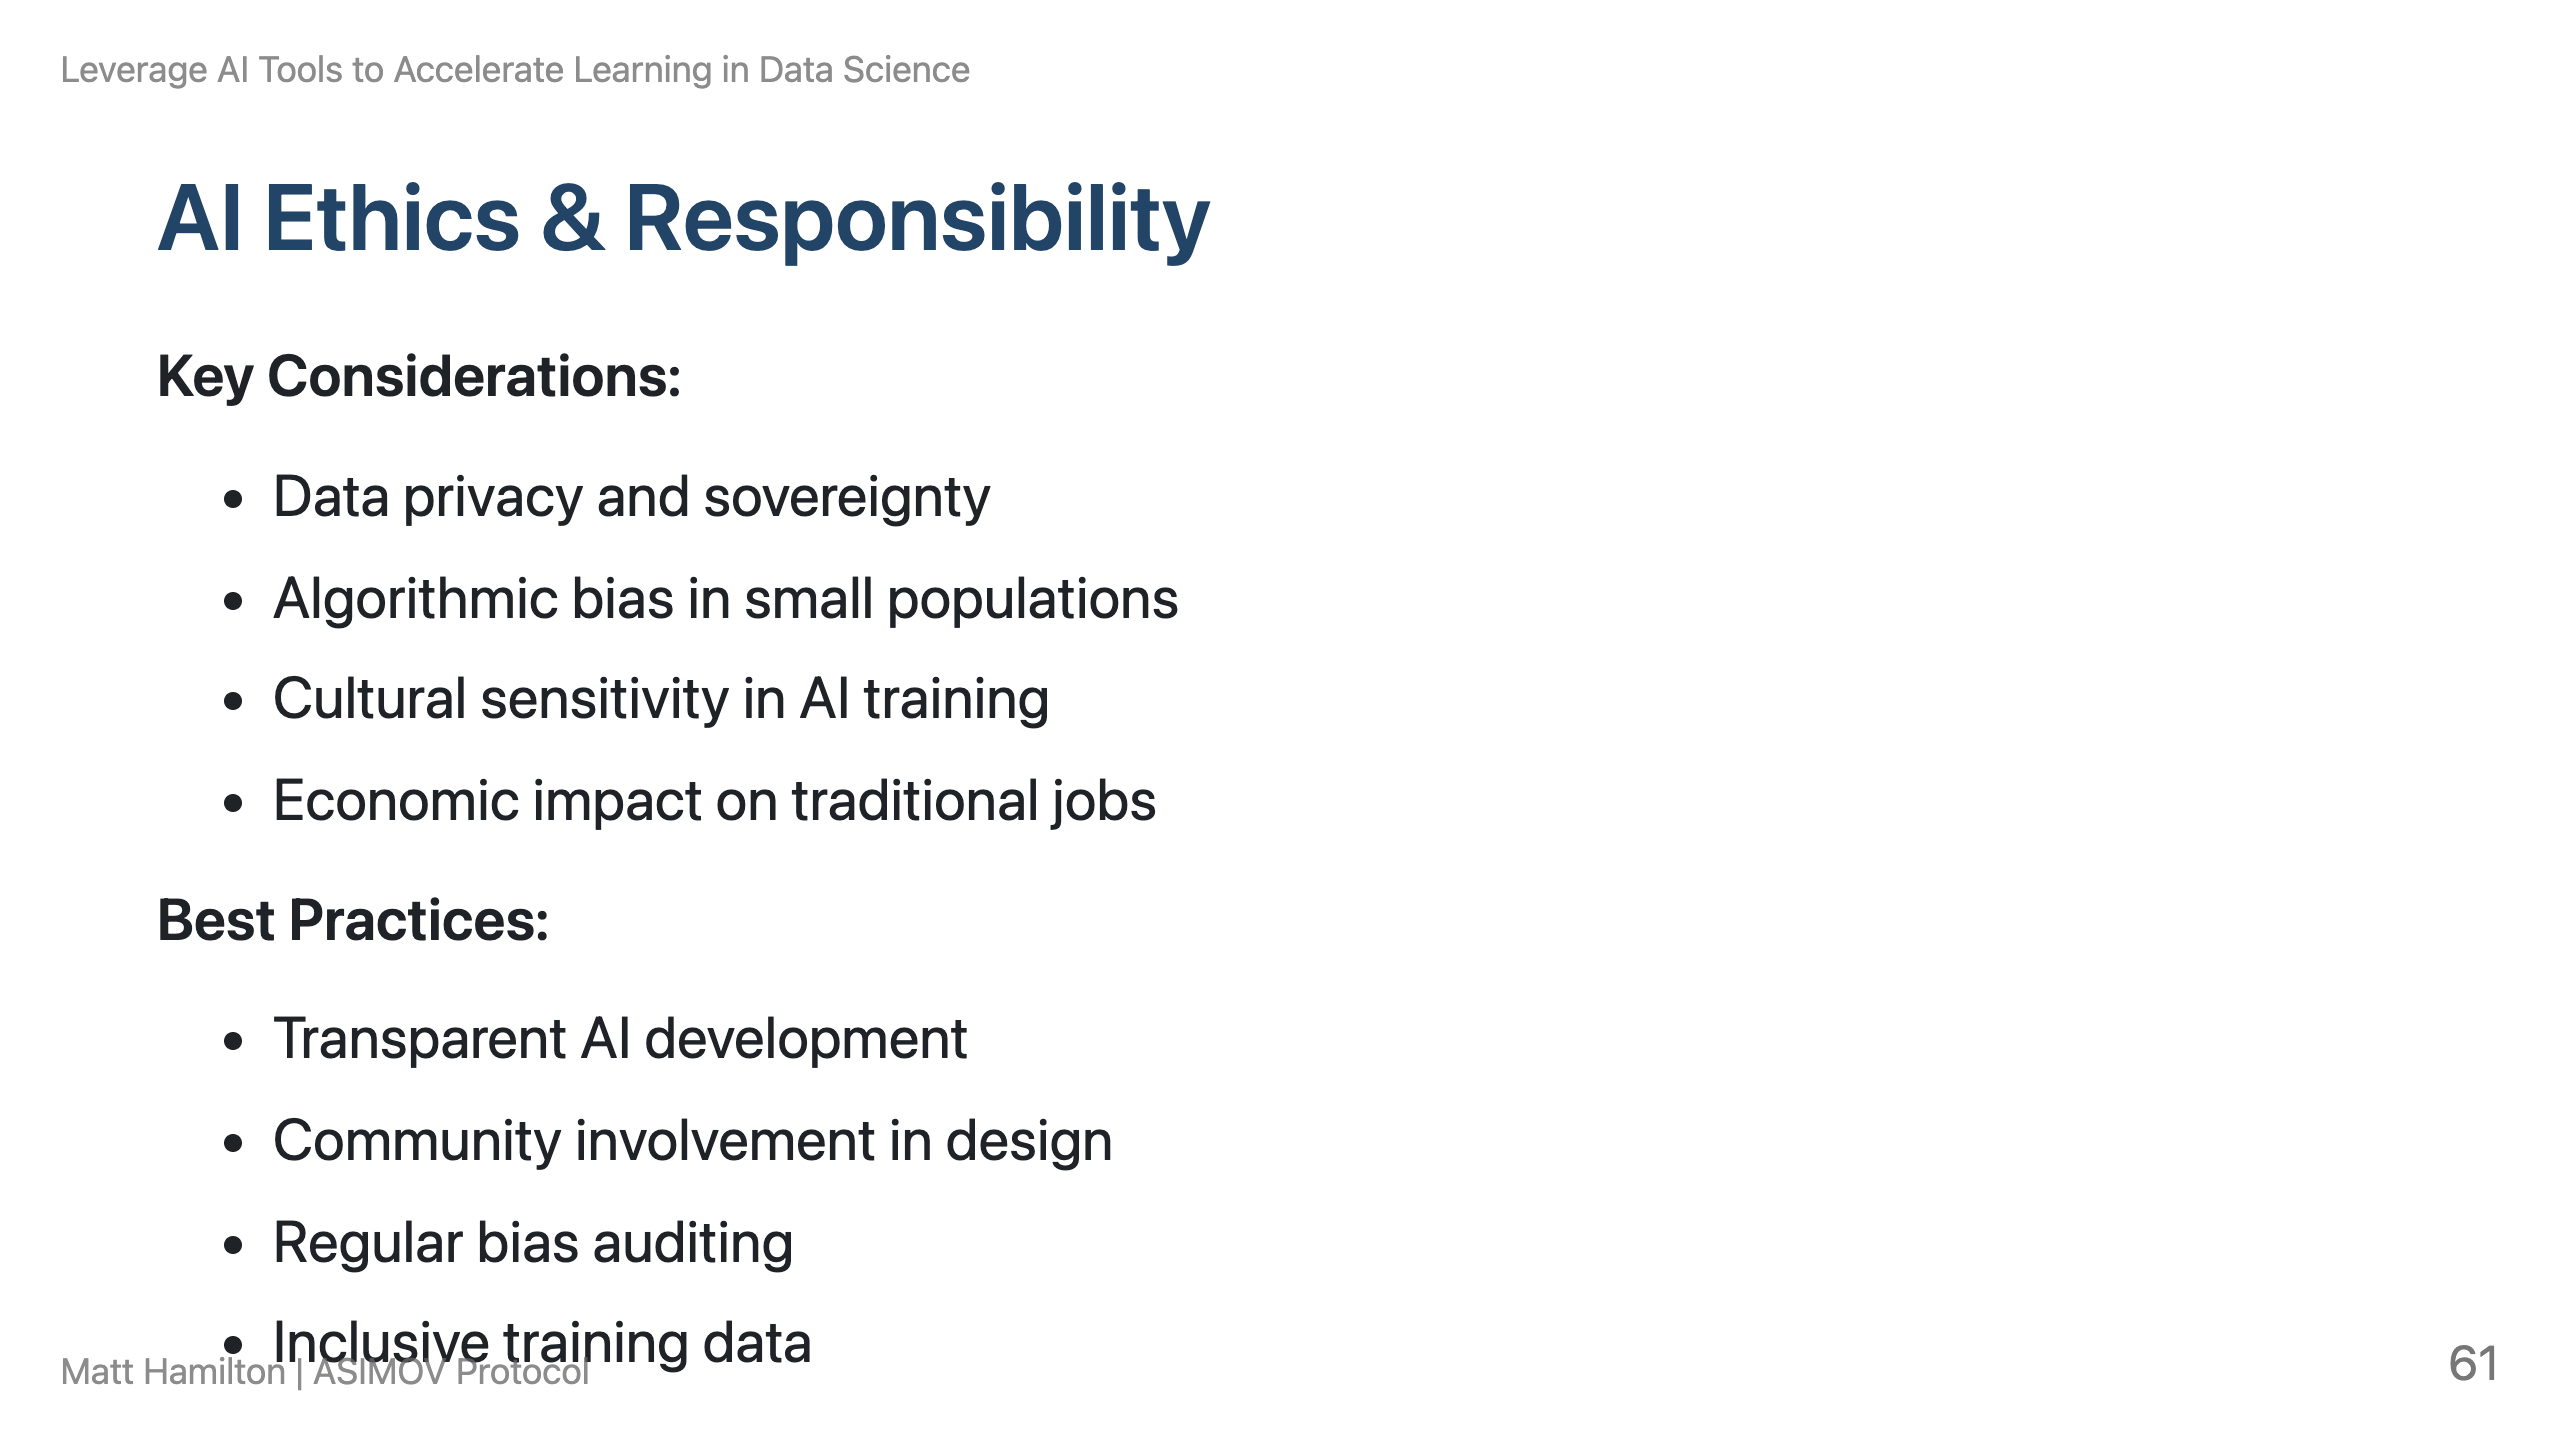 Leverage AI Tools to Accelerate Learning in Data Science
AI Ethics & Responsibility
Key Considerations:
• Data privacy and sovereignty
• Algorithmic bias in small populations
• Cultural sensitivity in AI training
• Economic impact on traditional jobs
Best Practices:
• Transparent AI development
• Community involvement in design
• Regular bias auditing
• Inclusive training data
Matt Hamilton | ASIMOV Protocol
61